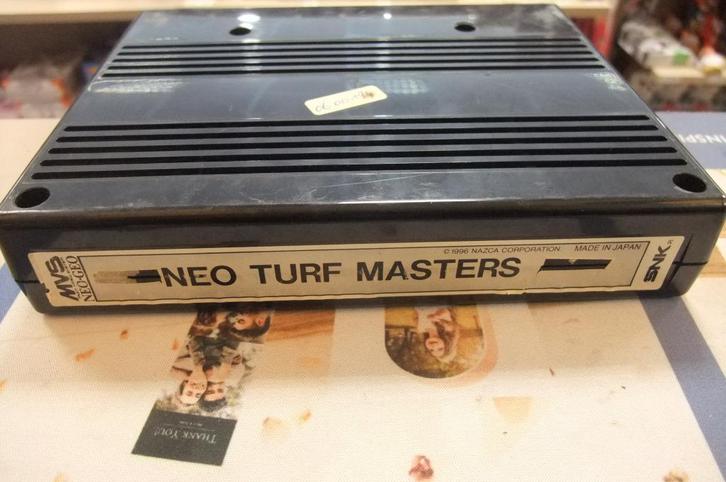 © 1996 NAZCA CORPORATION. MADE IN JAPAN
MVS
NEO·GEO
NEO TURF MASTERS
SNK
THANK YOU!